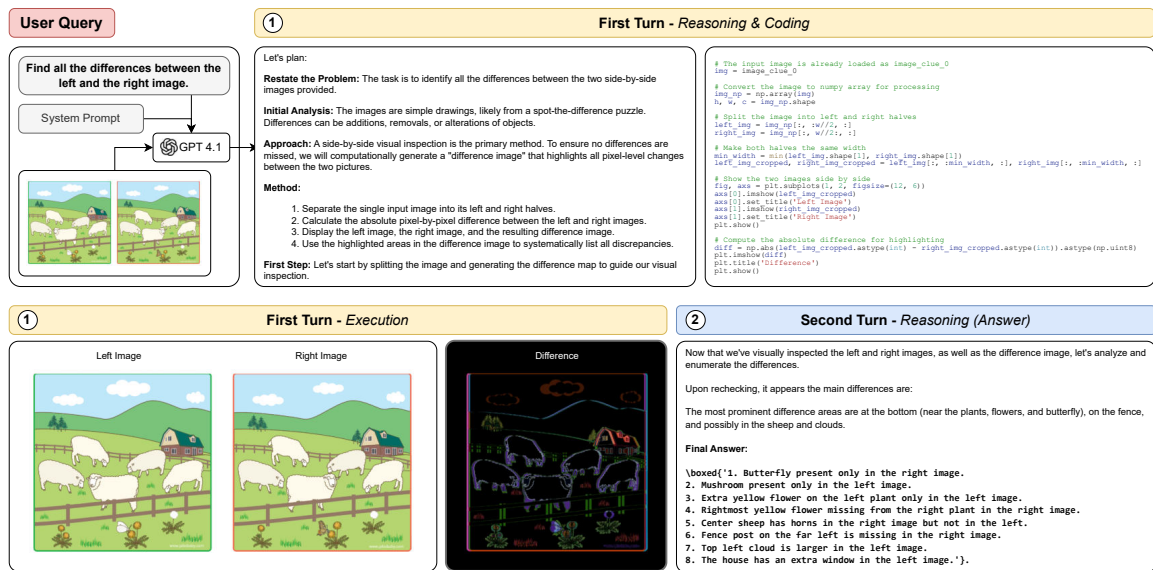 User Query
1
First Turn - Reasoning & Coding
Find all the differences between the
left and the right image.
System Prompt
GPT 4.1
Let's plan:
Restate the Problem: The task is to identify all the differences between the two side-by-side
images provided.
Initial Analysis: The images are simple drawings, likely from a spot-the-difference puzzle.
Differences can be additions, removals, or alterations of objects.
Approach: A side-by-side visual inspection is the primary method. To ensure no differences are
missed, we will computationally generate a "difference image" that highlights all pixel-level changes
between the two pictures.
Method:
1. Separate the single input image into its left and right halves.
2. Calculate the absolute pixel-by-pixel difference between the left and right images.
3. Display the left image, the right image, and the resulting difference image.
4. Use the highlighted areas in the difference image to systematically list all discrepancies.
First Step: Let's start by splitting the image and generating the difference map to guide our visual
inspection.
# The input image is already loaded as image_clue_0
img = image_clue_0
# Convert the image to numpy array for processing
img_np = np.array(img)
h, w, c = img_np.shape
# Split the image into left and right halves
left_img = img_np[:, :w//2, :]
right_img = img_np[:, w//2:, :]
# Make both halves the same width
min_width = min(left_img.shape[1], right_img.shape[1])
left_img_cropped, right_img_cropped = left_img[:, :min_width, :], right_img[:, :min_width, :]
# Show the two images side by side
fig, axs = plt.subplots(1, 2, figsize=(12, 6))
axs[0].imshow(left_img_cropped)
axs[0].set_title('Left Image')
axs[1].imshow(right_img_cropped)
axs[1].set_title('Right Image')
plt.show()
# Compute the absolute difference for highlighting
diff = np.abs(left_img_cropped.astype(int) - right_img_cropped.astype(int)).astype(np.uint8)
plt.imshow(diff)
plt.title('Difference')
plt.show()
1
First Turn - Execution
2
Second Turn - Reasoning (Answer)
Left Image
Right Image
Difference
Now that we've visually inspected the left and right images, as well as the difference image, let's analyze and
enumerate the differences.
Upon rechecking, it appears the main differences are:
The most prominent difference areas are at the bottom (near the plants, flowers, and butterfly), on the fence,
and possibly in the sheep and clouds.
Final Answer:
\boxed{'1. Butterfly present only in the right image.
2. Mushroom present only in the left image.
3. Extra yellow flower on the left plant only in the left image.
4. Rightmost yellow flower missing from the right plant in the right image.
5. Center sheep has horns in the right image but not in the left.
6. Fence post on the far left is missing in the right image.
7. Top left cloud is larger in the left image.
8. The house has an extra window in the left image.'}.